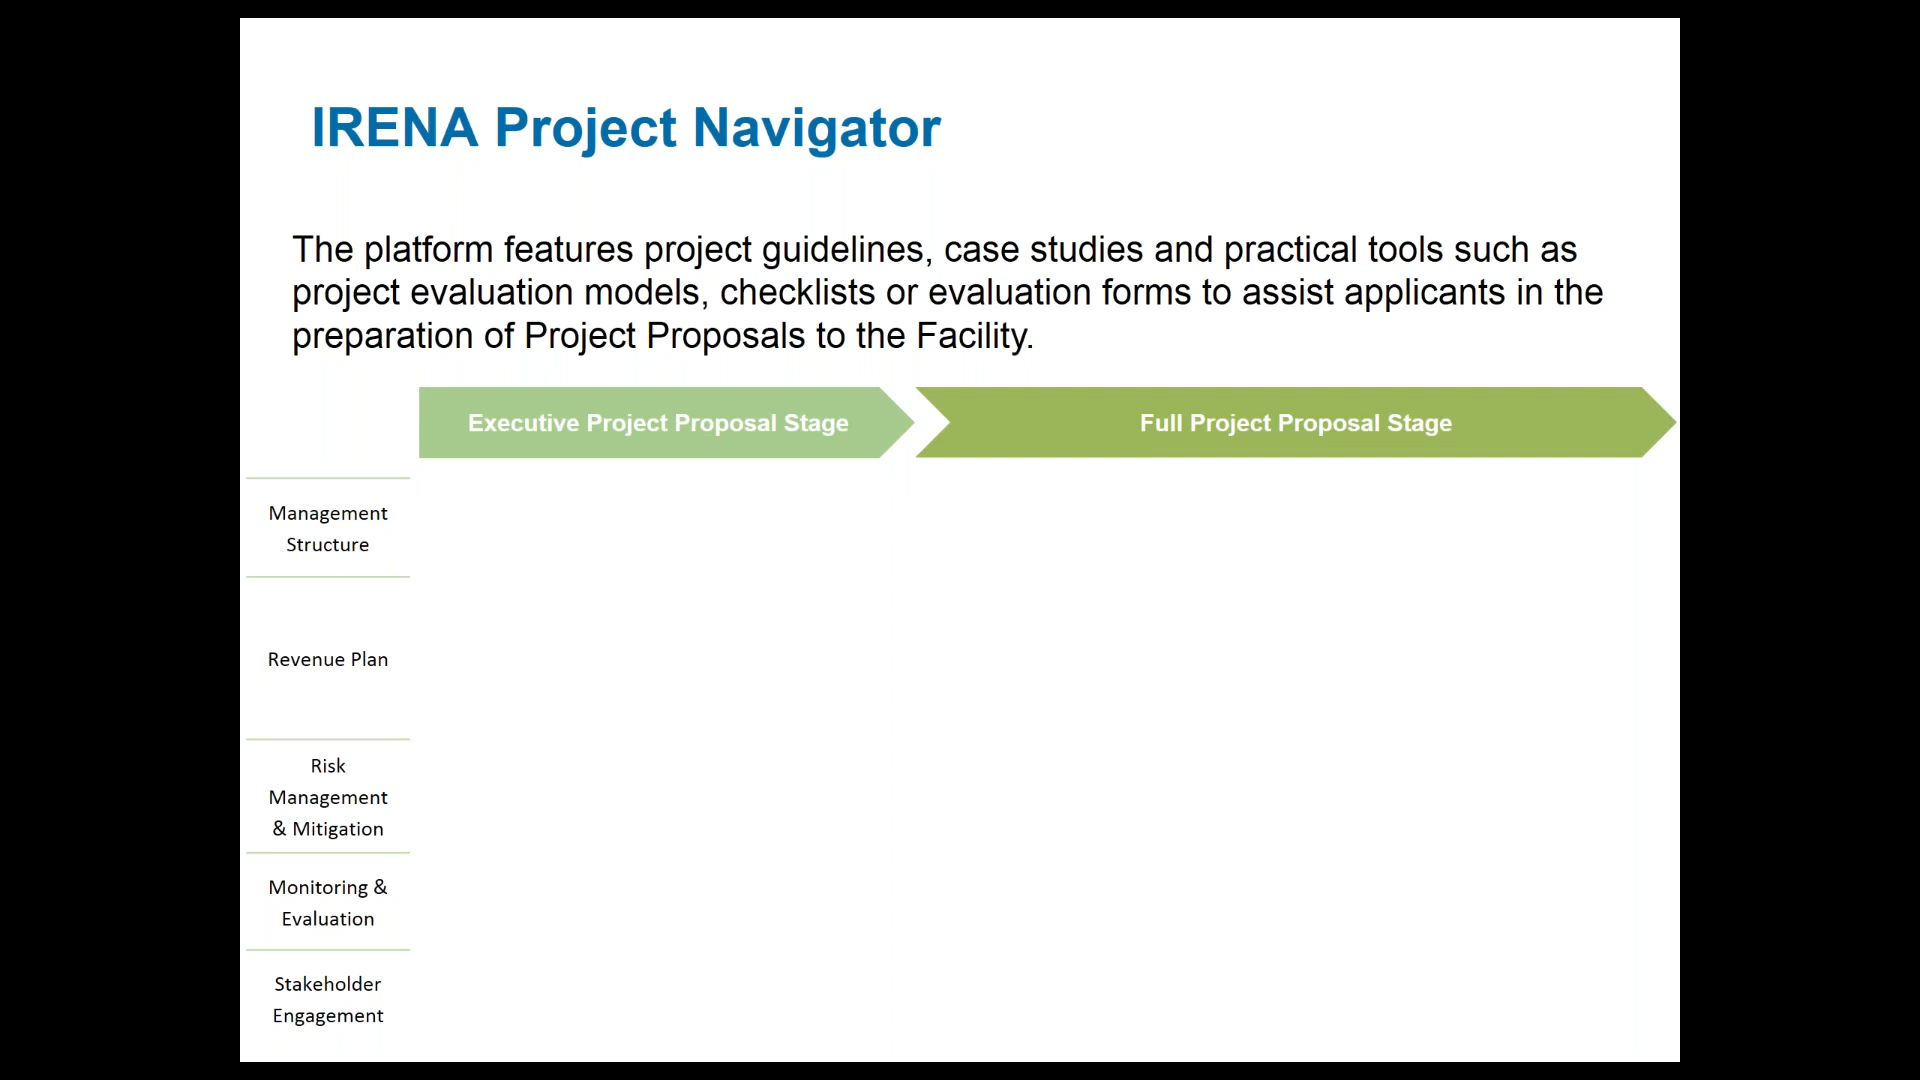 IRENA Project Navigator
The platform features project guidelines, case studies and practical tools such as
project evaluation models, checklists or evaluation forms to assist applicants in the
preparation of Project Proposals to the Facility.
Executive Project Proposal Stage
Full Project Proposal Stage
Management
Structure
Revenue Plan
Risk
Management
& Mitigation
Monitoring &
Evaluation
Stakeholder
Engagement